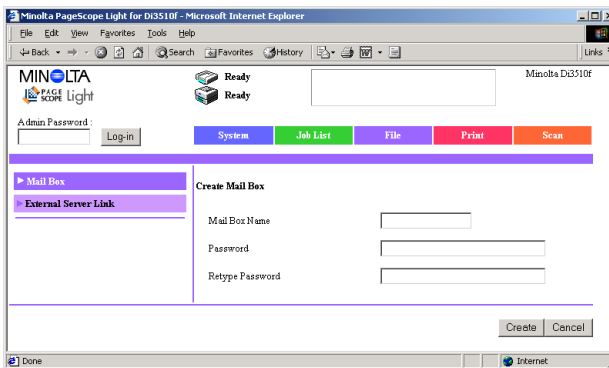 Minolta PageScope Light for Di3510f - Microsoft Internet Explorer
File Edit View Favorites Tools Help
Back Search Favorites History Links
MINOLTA Ready Minolta Di3510f
PAGE SCOPE Light Ready
Admin Password :
Log-in System Job List File Print Scan
Mail Box
Create Mail Box
External Server Link
Mail Box Name
Password
Retype Password
Create Cancel
Done Internet